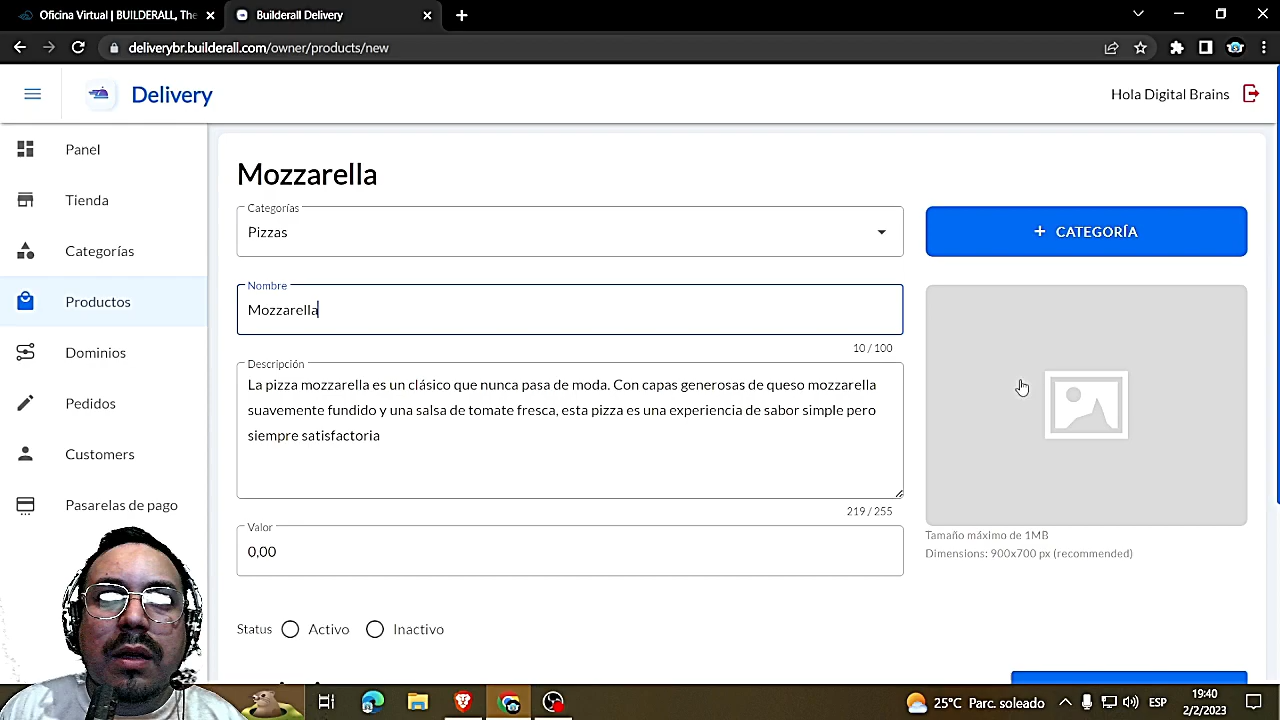 Oficina Virtual | BUILDERALL, The
Builderall Delivery
deliverybr.builderall.com/owner/products/new
Delivery
Hola Digital Brains
Panel
Tienda
Categorías
Productos
Dominios
Pedidos
Customers
Pasarelas de pago
Mozzarella
Categorías
Pizzas
+ CATEGORÍA
Nombre
Mozzarella
10 / 100
Descripción
La pizza mozzarella es un clásico que nunca pasa de moda. Con capas generosas de queso mozzarella
suavemente fundido y una salsa de tomate fresca, esta pizza es una experiencia de sabor simple pero
siempre satisfactoria
219 / 255
Valor
0,00
Tamaño máximo de 1MB
Dimensions: 900x700 px (recommended)
Status
Activo
Inactivo
25°C Parc. soleado
ESP
19:40
2/2/2023